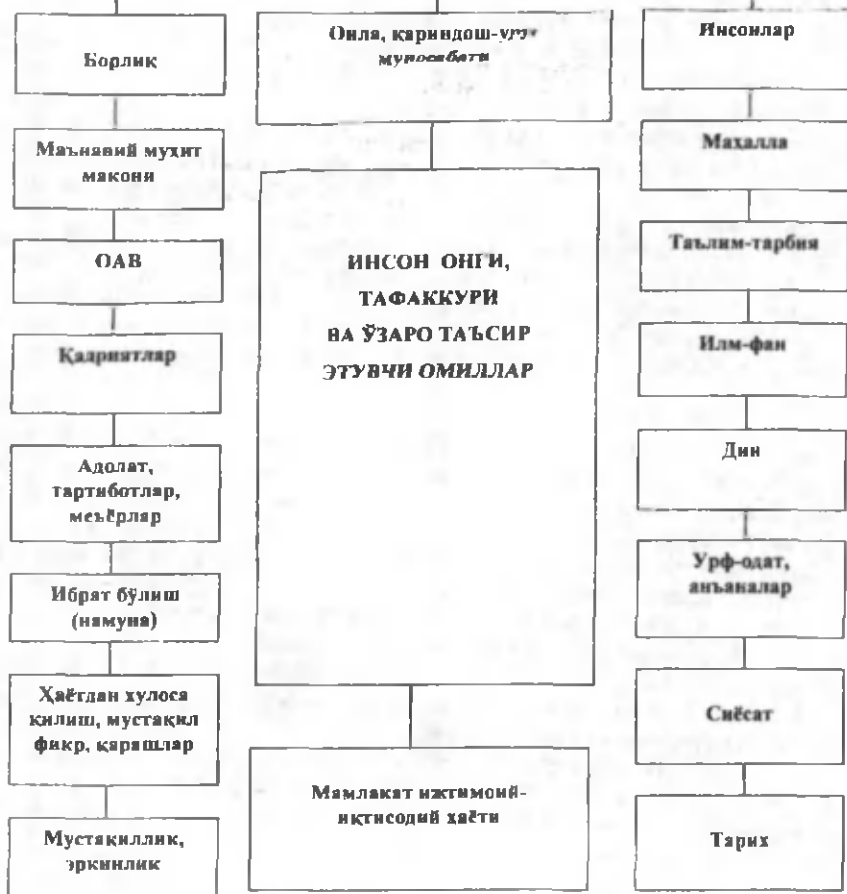 Борлиқ
Маънавий муҳит
макони
ОАВ
Қадриятлар
Адолат,
тартиботлар,
меъёрлар
Ибрат бўлиш
(намуна)
Ҳаётдан хулоса
қилиш, мустақил
фикр, қарашлар
Мустақиллик,
эркинлик
Оила, қариндош-уруғ
муносабати
ИНСОН ОНГИ,
ТАФАККУРИ
ВА ЎЗАРО ТАЪСИР
ЭТУВЧИ ОМИЛЛАР
Мамлакат ижтимоий-
иқтисодий ҳаёти
Инсонлар
Маҳалла
Таълим-тарбия
Илм-фан
Дин
Урф-одат,
анъаналар
Сиёсат
Тарих